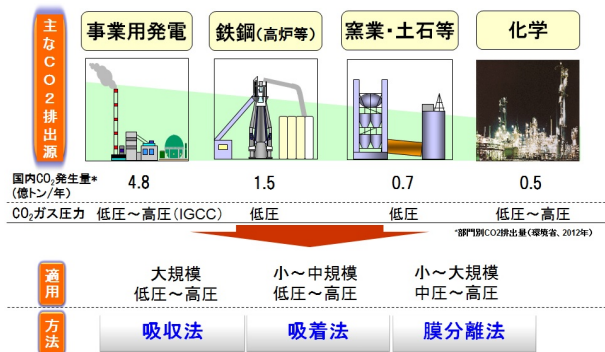 主なCO2排出源
事業用発電
鉄鋼(高炉等)
窯業・土石等
化学
国内CO₂発生量*
(億トン/年)
4.8
1.5
0.7
0.5
CO₂ガス圧力
低圧～高圧(IGCC)
低圧
低圧
低圧～高圧
*部門別CO2排出量(環境省、2012年)
適用
大規模
低圧～高圧
小～中規模
低圧～高圧
小～大規模
中圧～高圧
方法
吸収法
吸着法
膜分離法